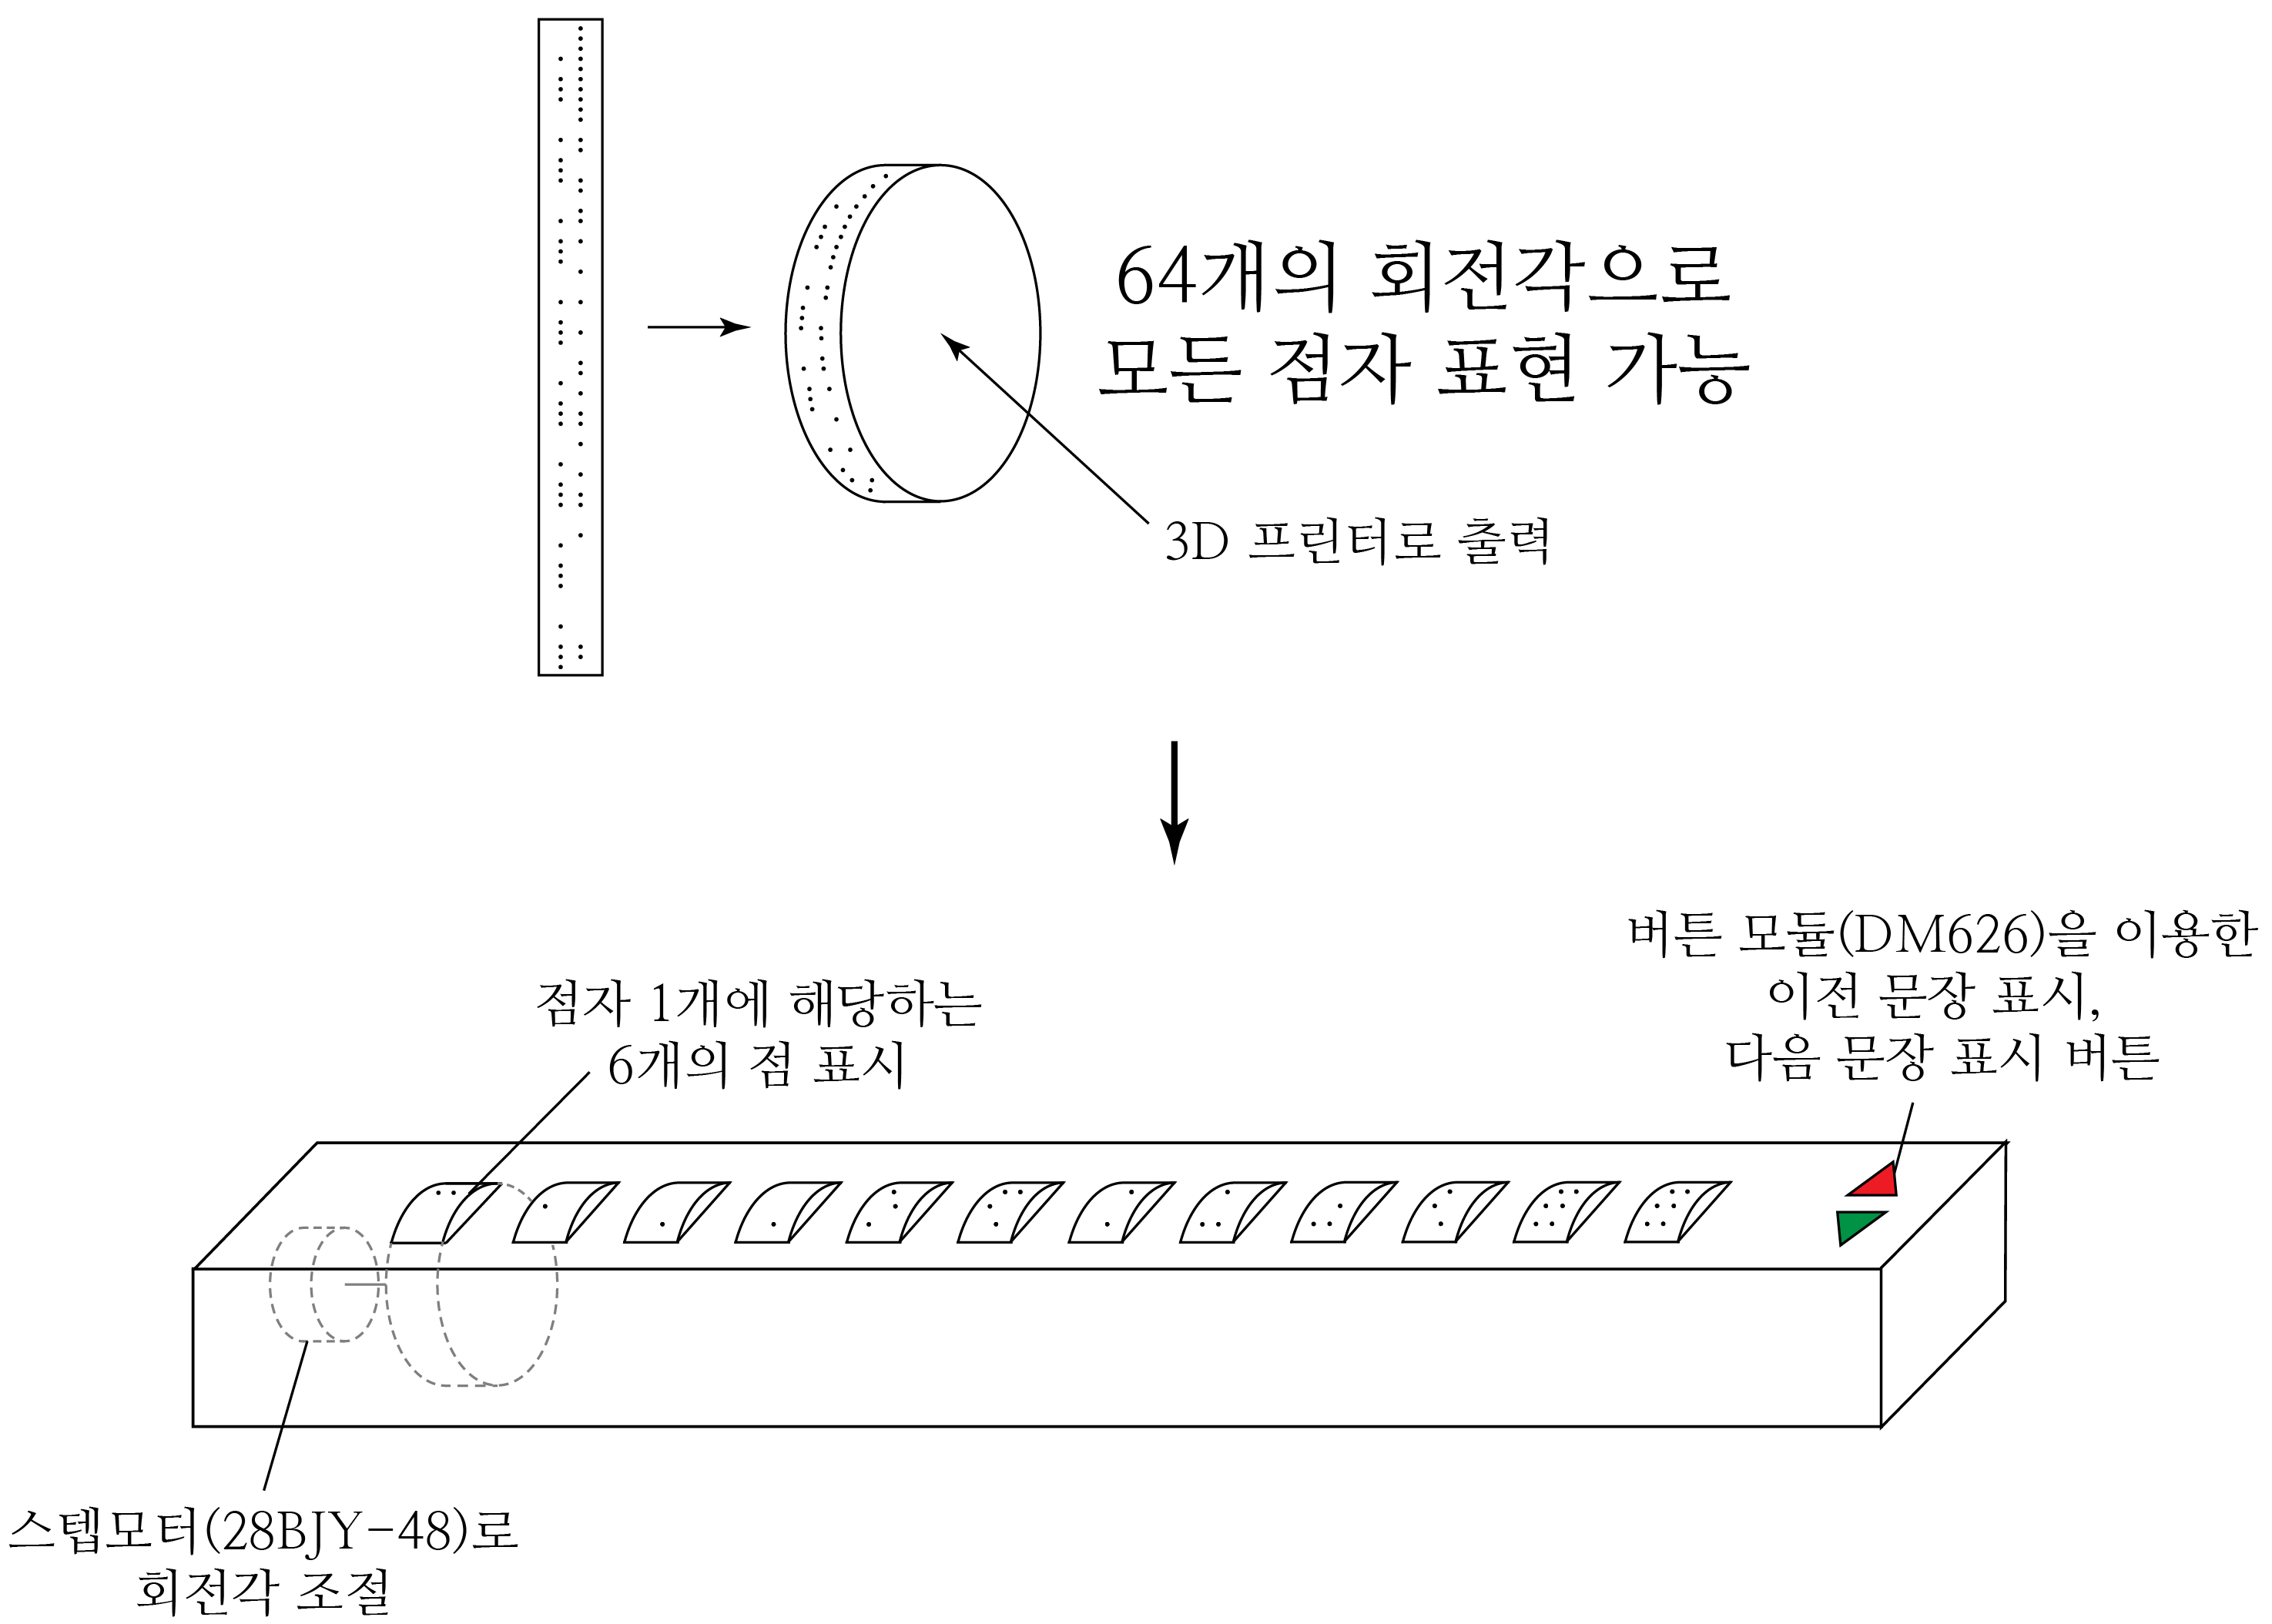 64개의 회전각으로
모든 점자 표현 가능
3D 프린터로 출력
버튼 모듈(DM626)을 이용한
이전 문장 표시,
다음 문장 표시 버튼
점자 1개에 해당하는
6개의 점 표시
스텝모터(28BJY-48)로
회전각 조절